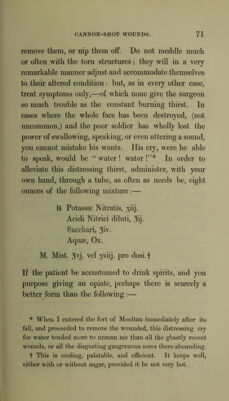 CANNON-SHOT WOUNDS. 71
remove them, or nip them off. Do not meddle much
or often with the torn structures; they will in a very
remarkable manner adjust and accommodate themselves
to their altered condition: but, as in every other case,
treat symptoms only,—of which none give the surgeon
so much trouble as the constant burning thirst. In
cases where the whole face has been destroyed, (not
uncommon,) and the poor soldier has wholly lost the
power of swallowing, speaking, or even uttering a sound,
you cannot mistake his wants. His cry, were he able
to speak, would be “water! water!”* In order to
alleviate this distressing thirst, administer, with your
own hand, through a tube, as often as needs be, eight
ounces of the following mixture:—
℞ Potassæ Nitratis, ʒiij.
Acidi Nitrici diluti, ℥ij.
Sacchari, ℥iv.
Aquæ, Ox.
M. Mist. ℥vj. vel ℥viij. pro dosi.†
If the patient be accustomed to drink spirits, and you
purpose giving an opiate, perhaps there is scarcely a
better form than the following:—
* When I entered the fort of Mooltan immediately after its
fall, and proceeded to remove the wounded, this distressing cry
for water tended more to unman me than all the ghastly recent
wounds, or all the disgusting gangrenous sores there abounding.
† This is cooling, palatable, and efficient. It keeps well,
either with or without sugar, provided it be not very hot.